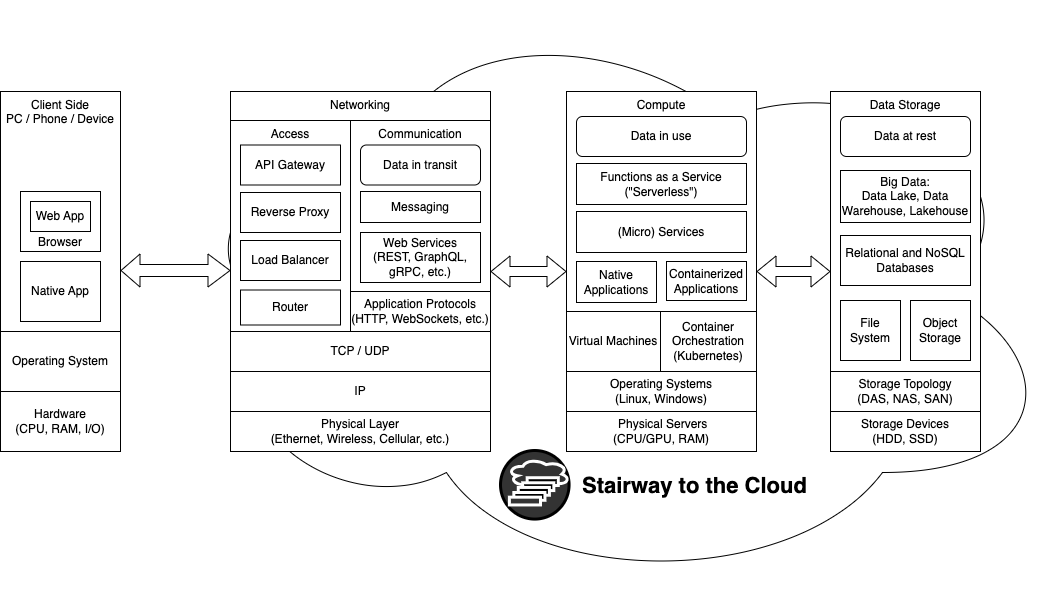 Client Side
PC / Phone / Device
Web App
Browser
Native App
Operating System
Hardware
(CPU, RAM, I/O)
Networking
Access
API Gateway
Reverse Proxy
Load Balancer
Router
Communication
Data in transit
Messaging
Web Services
(REST, GraphQL,
gRPC, etc.)
Application Protocols
(HTTP, WebSockets, etc.)
TCP / UDP
IP
Physical Layer
(Ethernet, Wireless, Cellular, etc.)
Compute
Data in use
Functions as a Service
("Serverless")
(Micro) Services
Native
Applications
Containerized
Applications
Virtual Machines
Container
Orchestration
(Kubernetes)
Operating Systems
(Linux, Windows)
Physical Servers
(CPU/GPU, RAM)
Data Storage
Data at rest
Big Data:
Data Lake, Data
Warehouse, Lakehouse
Relational and NoSQL
Databases
File
System
Object
Storage
Storage Topology
(DAS, NAS, SAN)
Storage Devices
(HDD, SSD)
Stairway to the Cloud